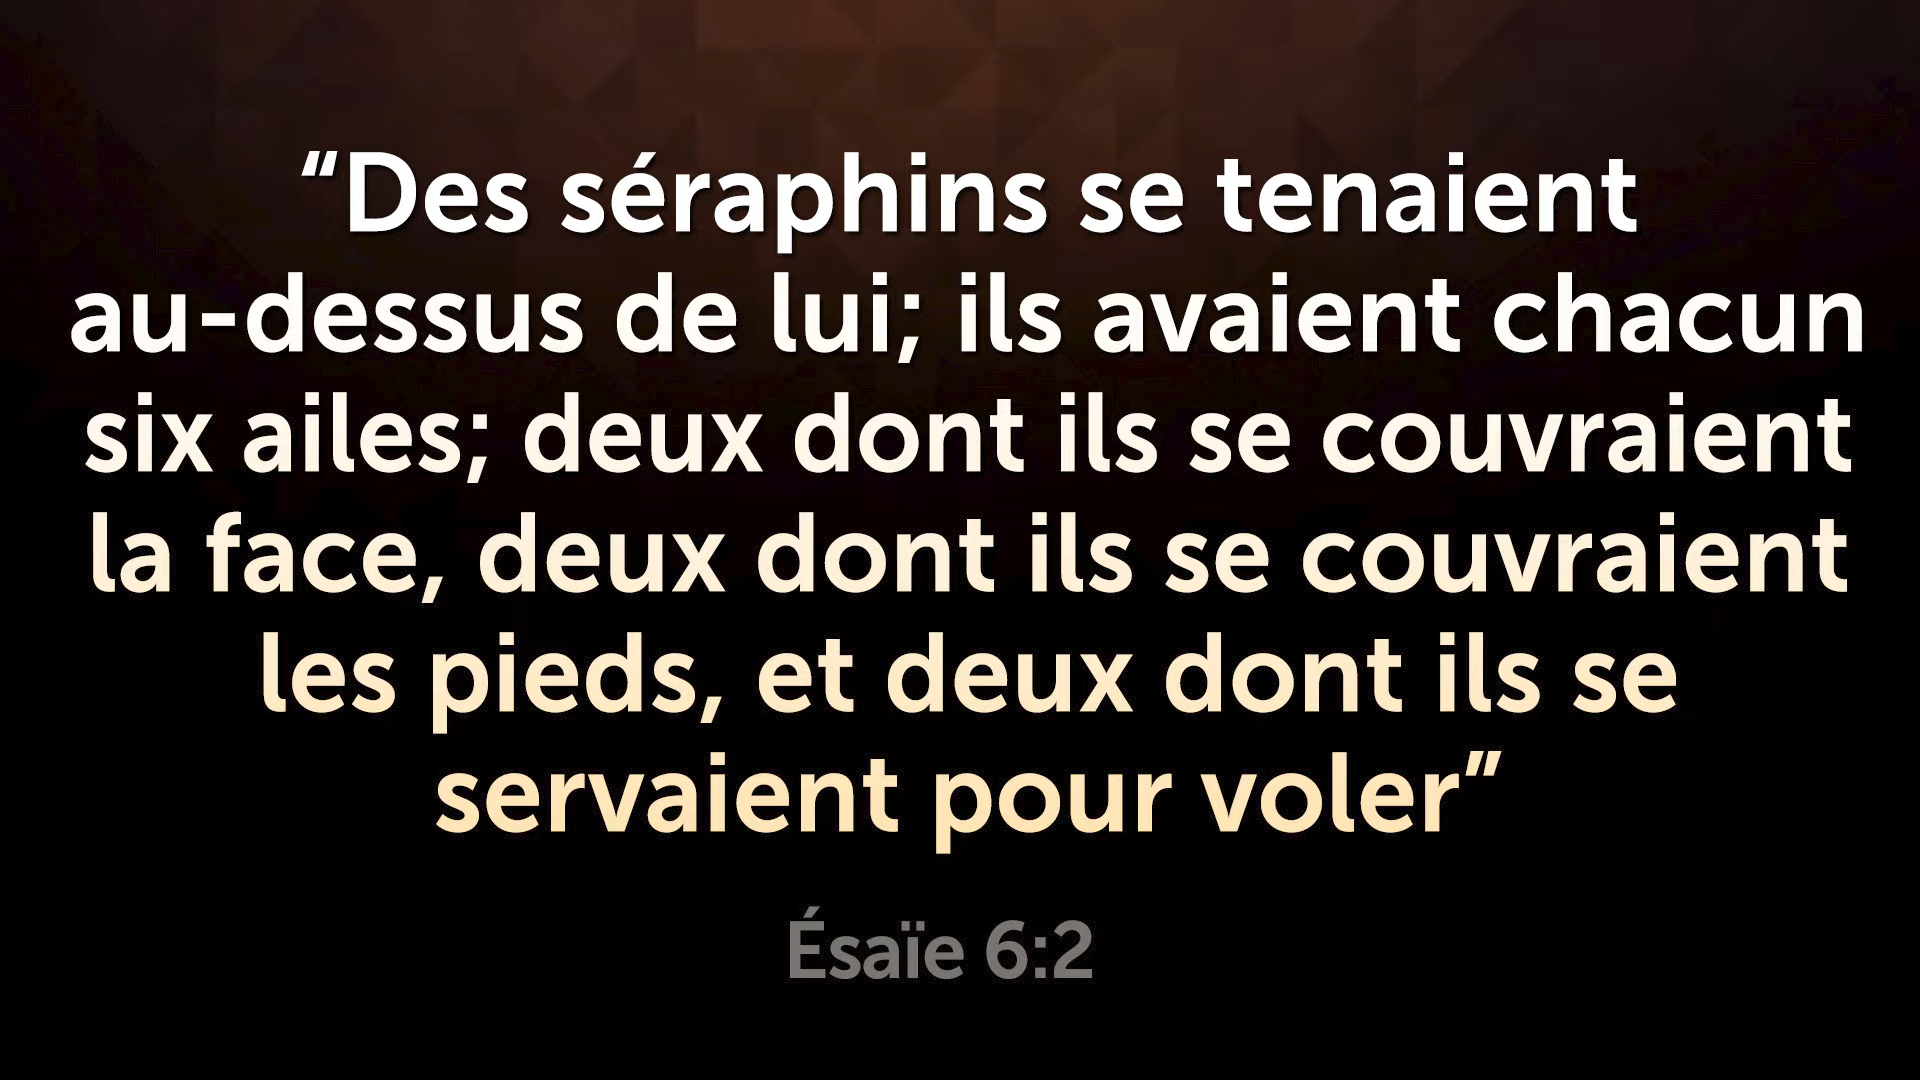 “Des séraphins se tenaient
au-dessus de lui; ils avaient chacun
six ailes; deux dont ils se couvraient
la face, deux dont ils se couvraient
les pieds, et deux dont ils se
servaient pour voler”
Ésaïe 6:2